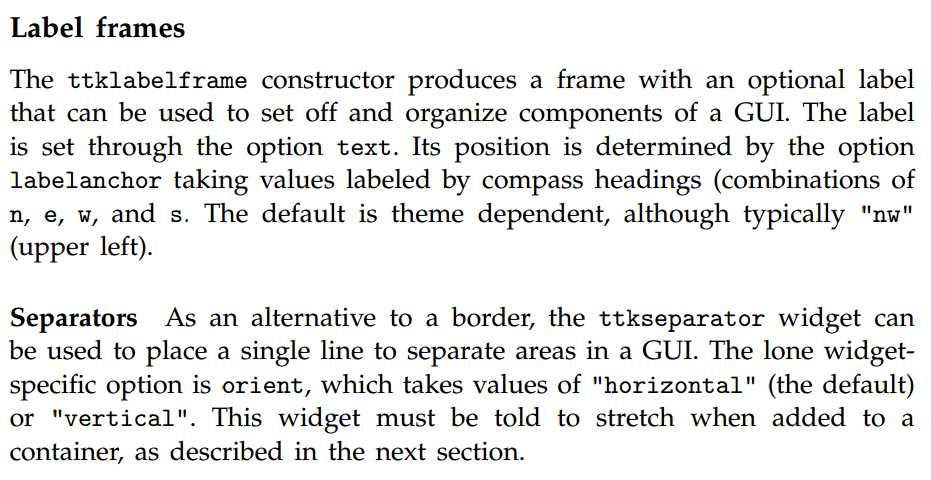 Label frames
The ttklabelframe constructor produces a frame with an optional label
that can be used to set off and organize components of a GUI. The label
is set through the option text. Its position is determined by the option
labelanchor taking values labeled by compass headings (combinations of
n, e, w, and s. The default is theme dependent, although typically "nw"
(upper left).
Separators As an alternative to a border, the ttkseparator widget can
be used to place a single line to separate areas in a GUI. The lone widget-
specific option is orient, which takes values of "horizontal" (the default)
or "vertical". This widget must be told to stretch when added to a
container, as described in the next section.